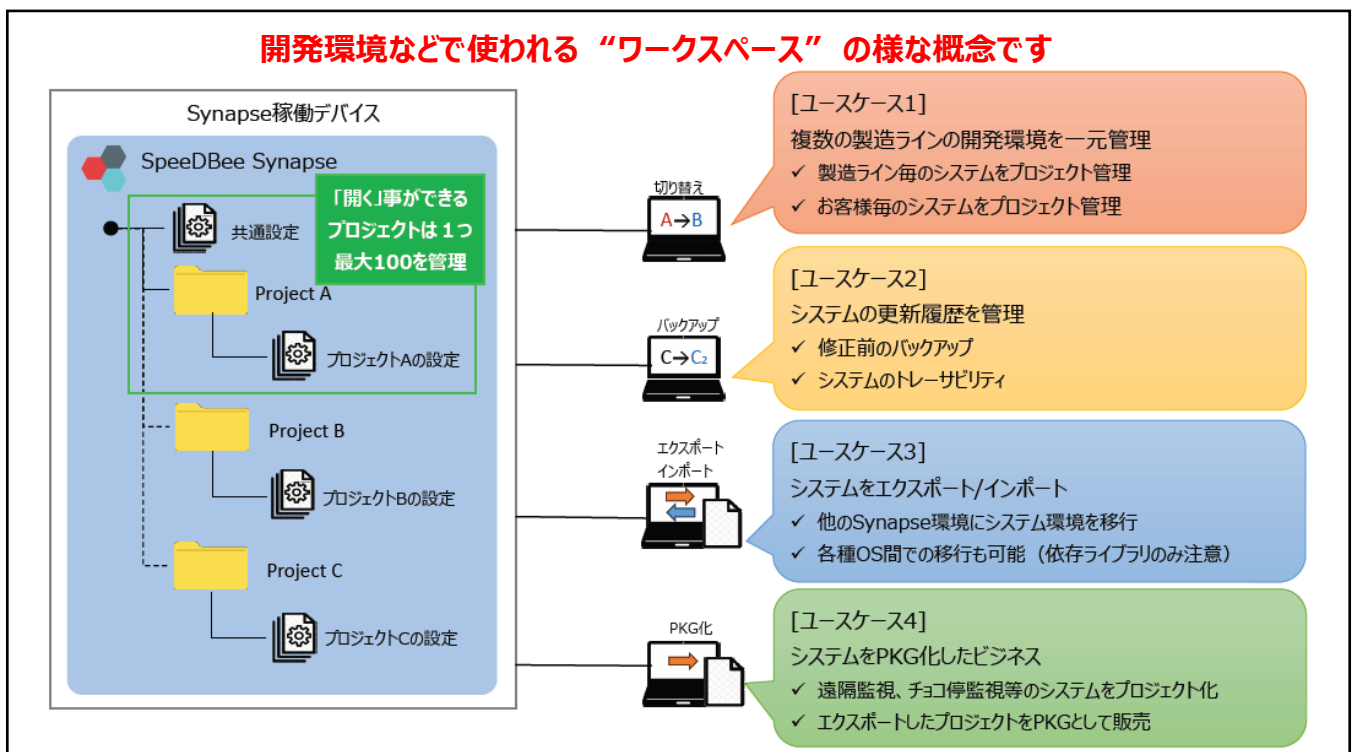 開発環境などで使われる “ワークスペース” の様な概念です
Synapse稼働デバイス
SpeeDBee Synapse
「開く」事ができる
プロジェクトは１つ
最大100を管理
共通設定
Project A
プロジェクトAの設定
Project B
プロジェクトBの設定
Project C
プロジェクトCの設定
切り替え
A→B
バックアップ
C→C₂
エクスポート
インポート
PKG化
[ユースケース1]
複数の製造ラインの開発環境を一元管理
✓ 製造ライン毎のシステムをプロジェクト管理
✓ お客様毎のシステムをプロジェクト管理
[ユースケース2]
システムの更新履歴を管理
✓ 修正前のバックアップ
✓ システムのトレーサビリティ
[ユースケース3]
システムをエクスポート/インポート
✓ 他のSynapse環境にシステム環境を移行
✓ 各種OS間での移行も可能（依存ライブラリのみ注意）
[ユースケース4]
システムをPKG化したビジネス
✓ 遠隔監視、チョコ停監視等のシステムをプロジェクト化
✓ エクスポートしたプロジェクトをPKGとして販売